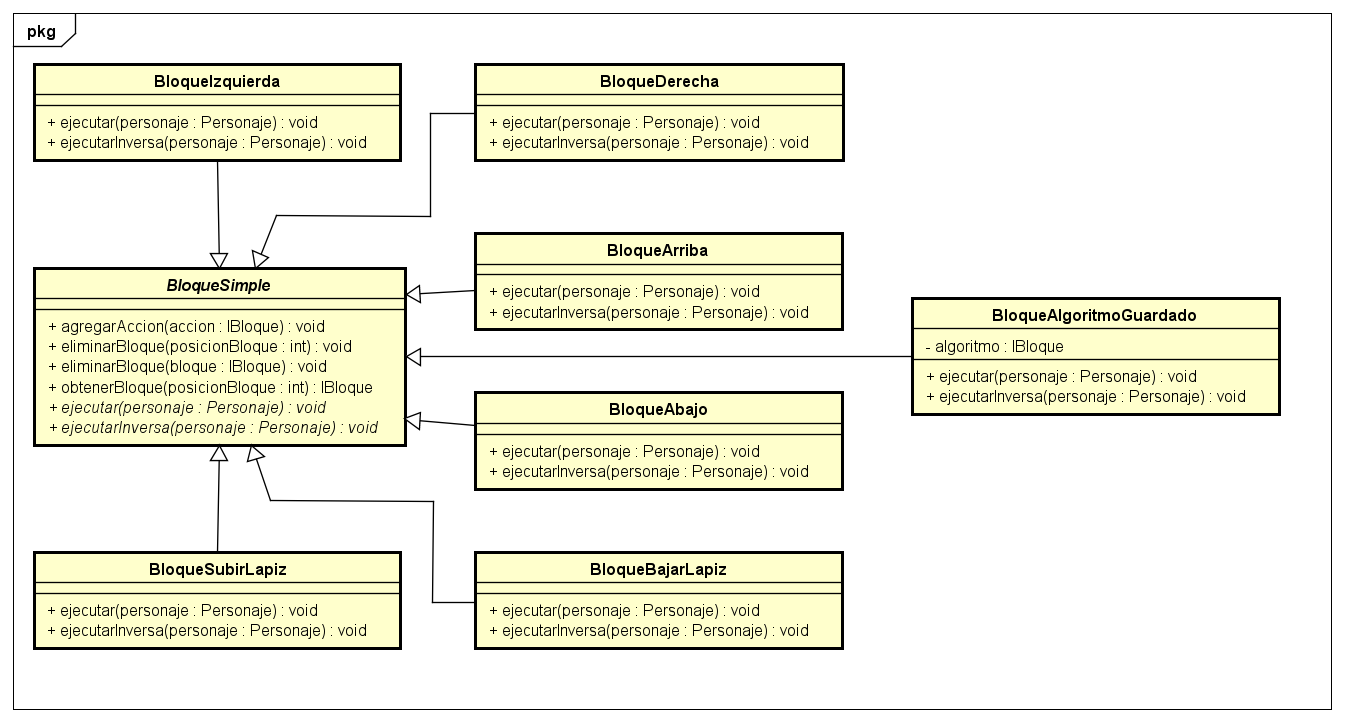 pkg
BloqueIzquierda
+ ejecutar(personaje : Personaje) : void
+ ejecutarInversa(personaje : Personaje) : void
BloqueDerecha
+ ejecutar(personaje : Personaje) : void
+ ejecutarInversa(personaje : Personaje) : void
BloqueArriba
+ ejecutar(personaje : Personaje) : void
+ ejecutarInversa(personaje : Personaje) : void
BloqueSimple
+ agregarAccion(accion : IBloque) : void
+ eliminarBloque(posicionBloque : int) : void
+ eliminarBloque(bloque : IBloque) : void
+ obtenerBloque(posicionBloque : int) : IBloque
+ ejecutar(personaje : Personaje) : void
+ ejecutarInversa(personaje : Personaje) : void
BloqueAlgoritmoGuardado
- algoritmo : IBloque
+ ejecutar(personaje : Personaje) : void
+ ejecutarInversa(personaje : Personaje) : void
BloqueAbajo
+ ejecutar(personaje : Personaje) : void
+ ejecutarInversa(personaje : Personaje) : void
BloqueSubirLapiz
+ ejecutar(personaje : Personaje) : void
+ ejecutarInversa(personaje : Personaje) : void
BloqueBajarLapiz
+ ejecutar(personaje : Personaje) : void
+ ejecutarInversa(personaje : Personaje) : void